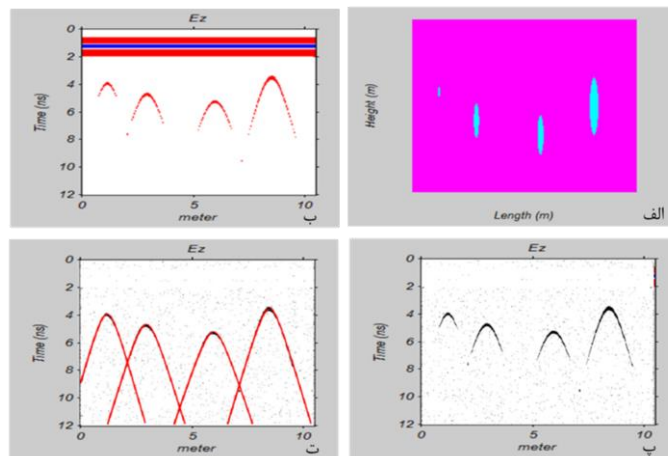 Ez
0
2
4
6
8
10
12
Time (ns)
0 5 10
meter
ب
Height (m)
Length (m)
الف
Ez
0
2
4
6
8
10
12
Time (ns)
0 5 10
meter
ت
Ez
0
2
4
6
8
10
12
Time (ns)
0 5 10
meter
پ